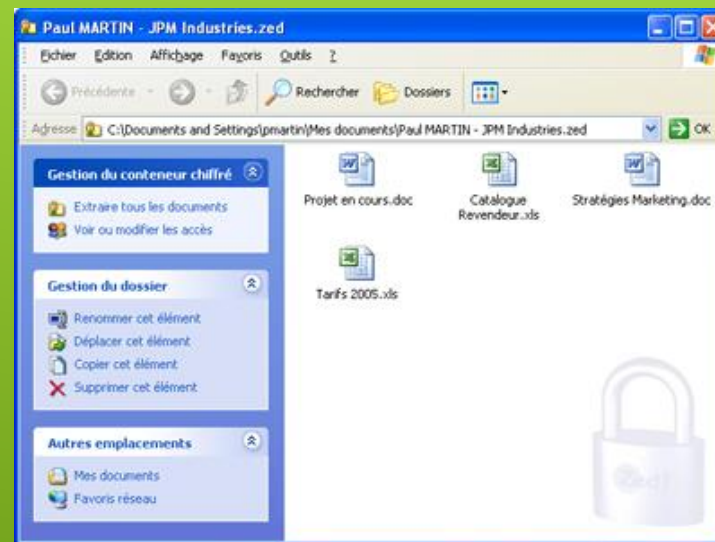 Paul MARTIN - JPM Industries.zed
Fichier Edition Affichage Favoris Outils ?
Précédente Rechercher Dossiers
Adresse C:\Documents and Settings\pmartin\Mes documents\Paul MARTIN - JPM Industries.zed OK
Gestion du conteneur chiffré
Extraire tous les documents
Voir ou modifier les accès
Gestion du dossier
Renommer cet élément
Déplacer cet élément
Copier cet élément
Supprimer cet élément
Autres emplacements
Mes documents
Favoris réseau
Projet en cours.doc
Catalogue
Revendeur.xls
Stratégies Marketing.doc
Tarifs 2005.xls
Zed!